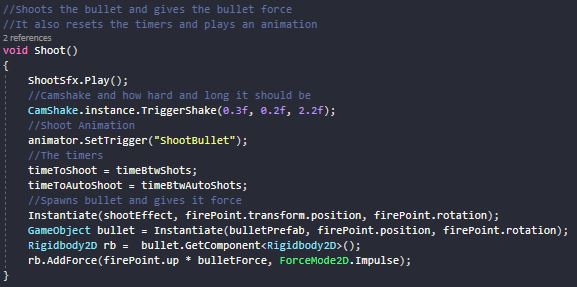 //Shoots the bullet and gives the bullet force
//It also resets the timers and plays an animation
2 references
void Shoot()
{
ShootSfx.Play();
//Camshake and how hard and long it should be
CamShake.instance.TriggerShake(0.3f, 0.2f, 2.2f);
//Shoot Animation
animator.SetTrigger("ShootBullet");
//The timers
timeToShoot = timeBtwShots;
timeToAutoShoot = timeBtwAutoShots;
//Spawns bullet and gives it force
Instantiate(shootEffect, firePoint.transform.position, firePoint.rotation);
GameObject bullet = Instantiate(bulletPrefab, firePoint.position, firePoint.rotation);
Rigidbody2D rb =  bullet.GetComponent<Rigidbody2D>();
rb.AddForce(firePoint.up * bulletForce, ForceMode2D.Impulse);
}